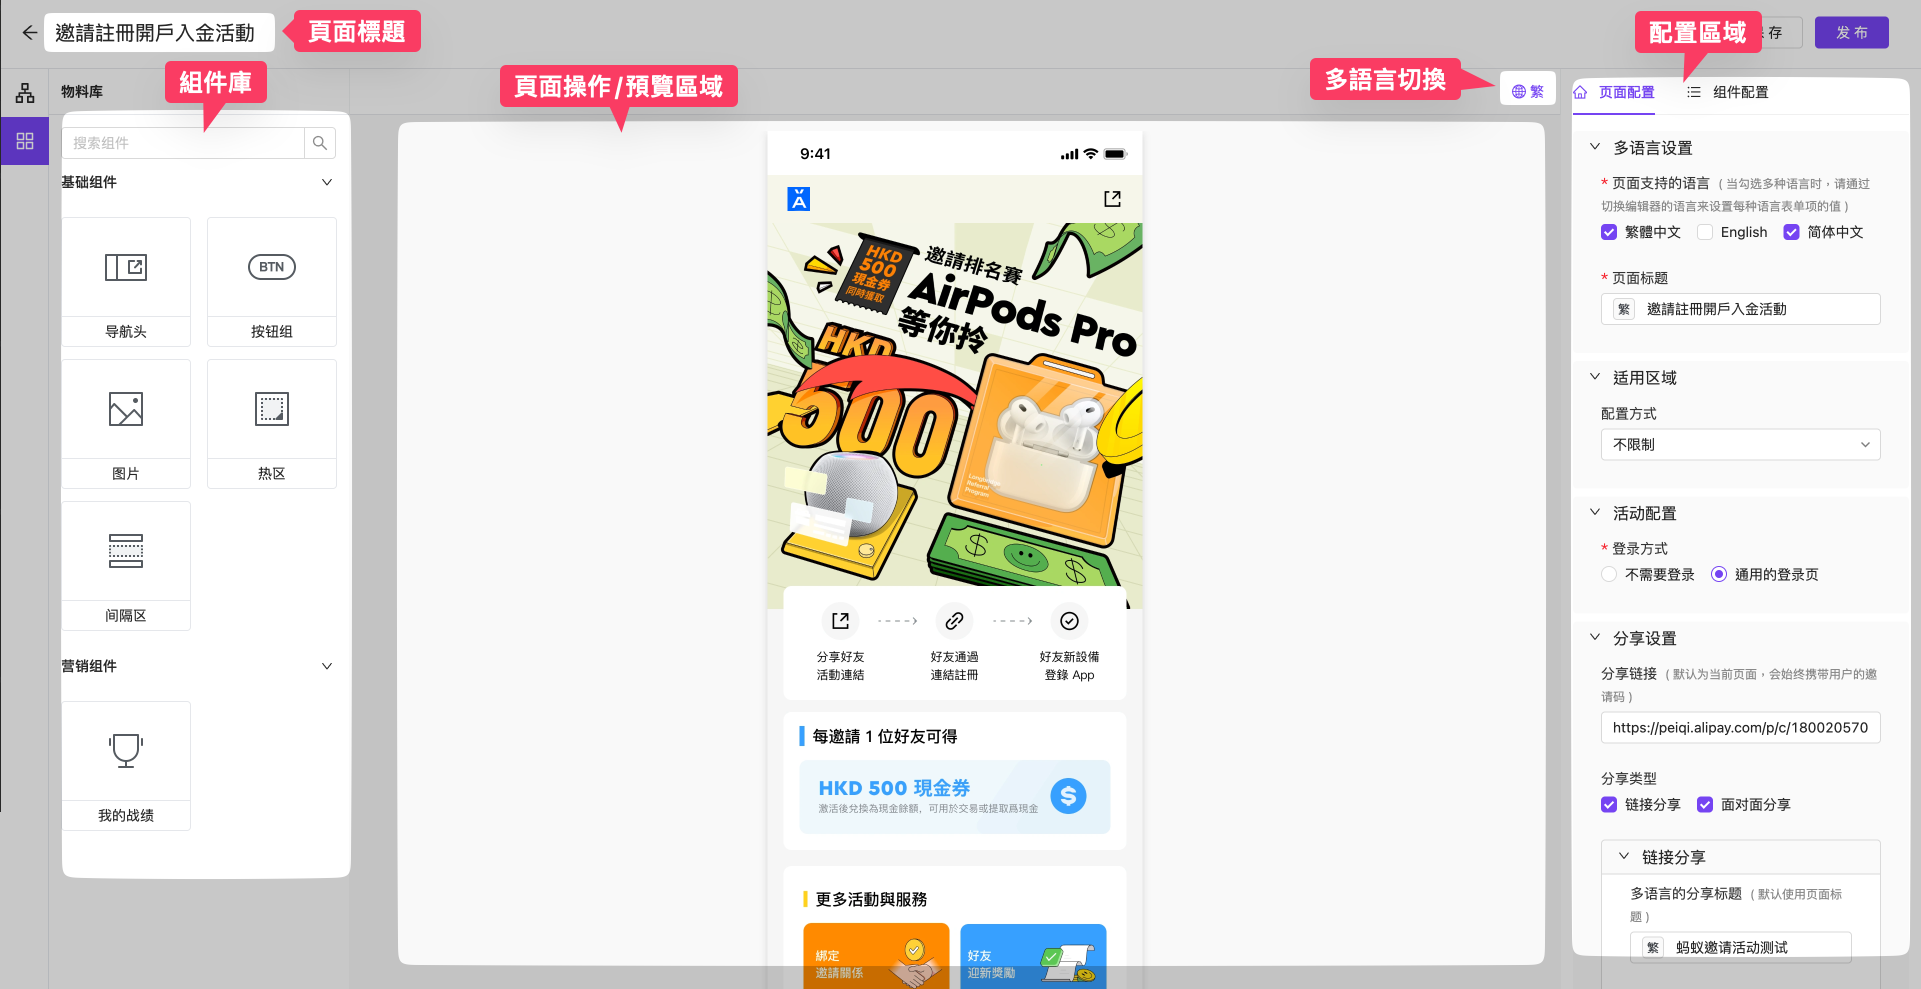 邀請註冊開戶入金活動
頁面標題
配置區域
存
发 布
物料库
組件庫
頁面操作/預覽區域
多語言切換
繁
页面配置
组件配置
搜索组件
基础组件
导航头
BTN
按钮组
图片
热区
间隔区
营销组件
我的战绩
9:41
HKD
500
現金券
同時獲取
邀請排名賽
AirPods Pro
等你拎
HKD
500
Referral
Program
分享好友
活動連結
好友通過
連結註冊
好友新設備
登錄 App
每邀請 1 位好友可得
HKD 500 現金券
激活後兌換為現金餘額，可用於交易或提取爲現金
更多活動與服務
綁定
邀請關係
好友
迎新獎勵
多语言设置
* 页面支持的语言 ( 当勾选多种语言时，请通过
切换编辑器的语言来设置每种语言表单项的值 )
繁體中文 English 简体中文
* 页面标题
繁 邀請註冊開戶入金活動
适用区域
配置方式
不限制
活动配置
* 登录方式
不需要登录 通用的登录页
分享设置
分享链接 ( 默认为当前页面，会始终携带用户的邀
请码 )
https://peiqi.alipay.com/p/c/180020570
分享类型
链接分享 面对面分享
链接分享
多语言的分享标题 ( 默认使用页面标
题 )
繁 蚂蚁邀请活动测试